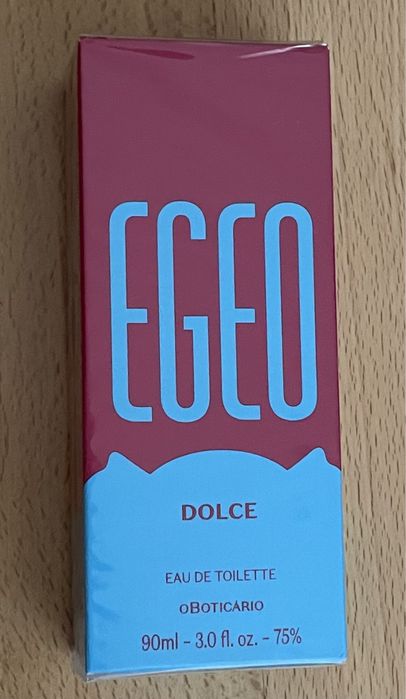 EGEO
DOLCE
EAU DE TOILETTE
oBOTICÁRIO
90ml - 3.0 fl. oz. - 75%